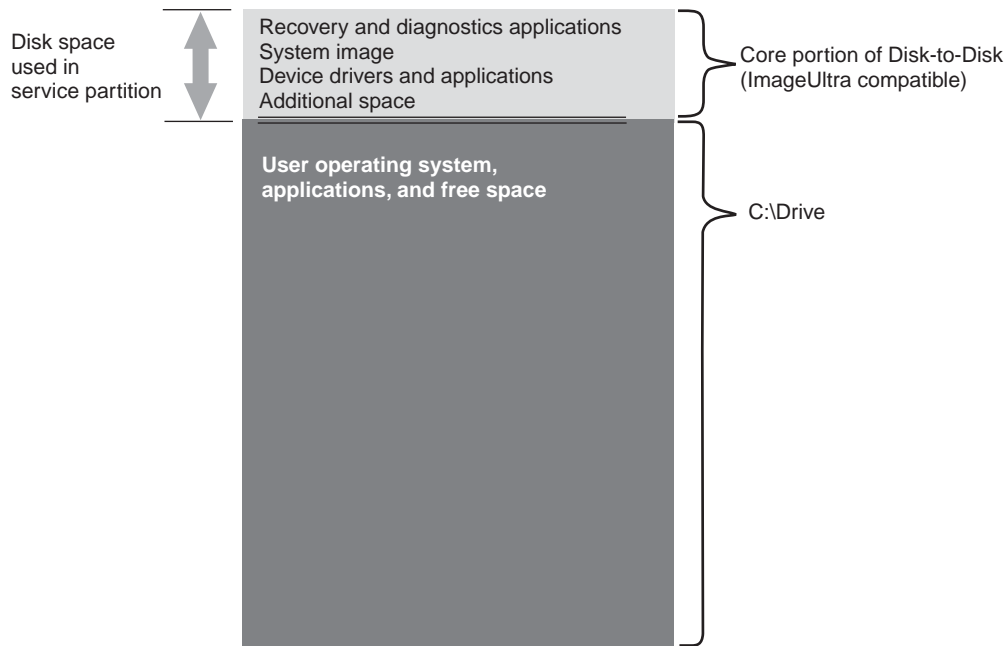 Disk space
used in
service partition
Recovery and diagnostics applications
System image
Device drivers and applications
Additional space
Core portion of Disk-to-Disk
(ImageUltra compatible)
User operating system,
applications, and free space
C:\Drive